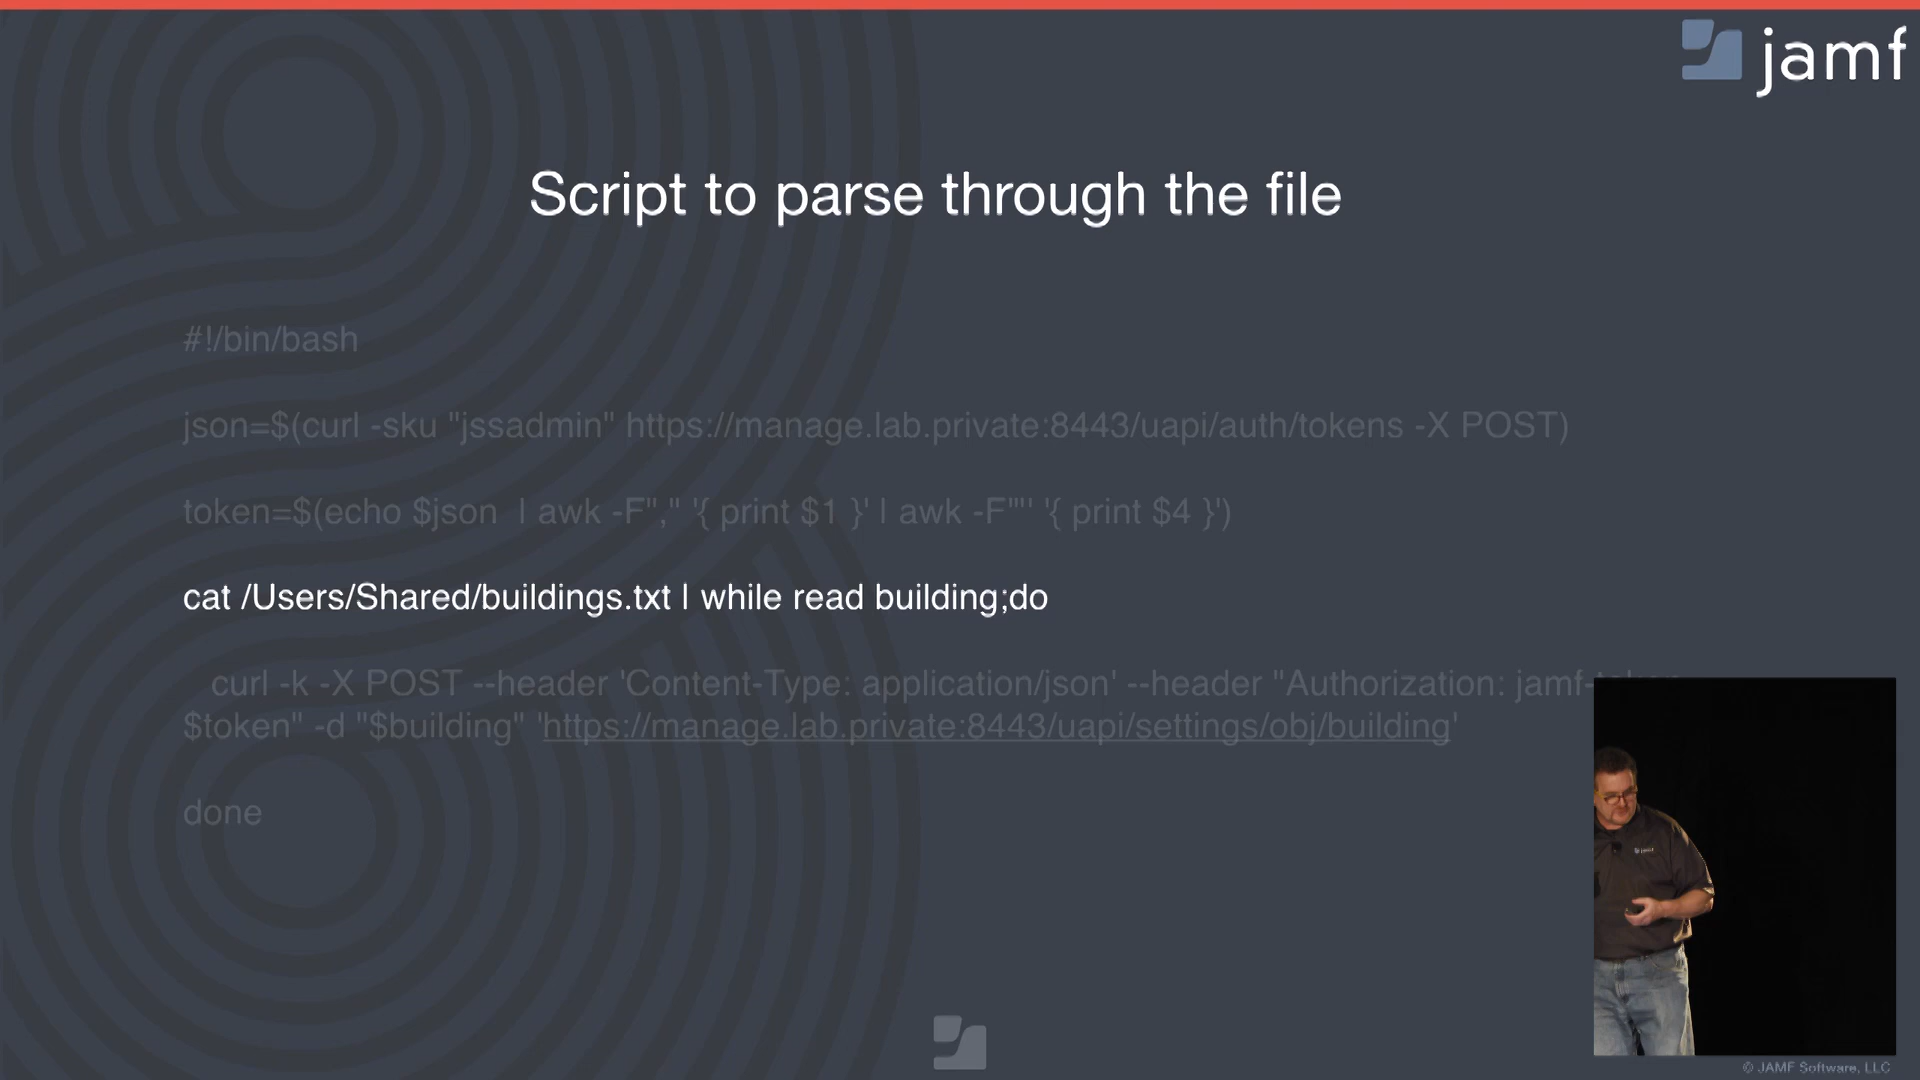 jamf
Script to parse through the file
#!/bin/bash
json=$(curl -sku "jssadmin" https://manage.lab.private:8443/uapi/auth/tokens -X POST)
token=$(echo $json  | awk -F"," '{ print $1 }' | awk -F'"' '{ print $4 }')
cat /Users/Shared/buildings.txt | while read building;do
curl -k -X POST --header 'Content-Type: application/json' --header "Authorization: jamf-token
$token" -d "$building" 'https://manage.lab.private:8443/uapi/settings/obj/building'
done
jamf
© JAMF Software, LLC